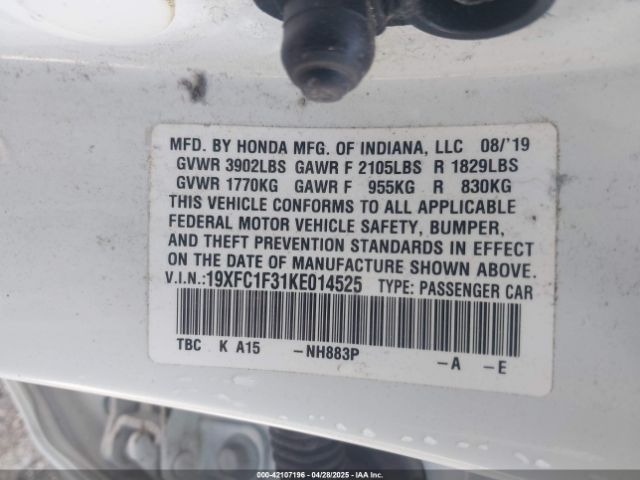 MFD. BY HONDA MFG. OF INDIANA, LLC 08/'19
GVWR 3902LBS GAWR F 2105LBS R 1829LBS
GVWR 1770KG GAWR F 955KG R 830KG
THIS VEHICLE CONFORMS TO ALL APPLICABLE
FEDERAL MOTOR VEHICLE SAFETY, BUMPER,
AND THEFT PREVENTION STANDARDS IN EFFECT
ON THE DATE OF MANUFACTURE SHOWN ABOVE.
V.I.N.:19XFC1F31KE014525 TYPE: PASSENGER CAR
TBC K A15 -NH883P -A -E
000-42107196 - 04/28/2025 - IAAI.com